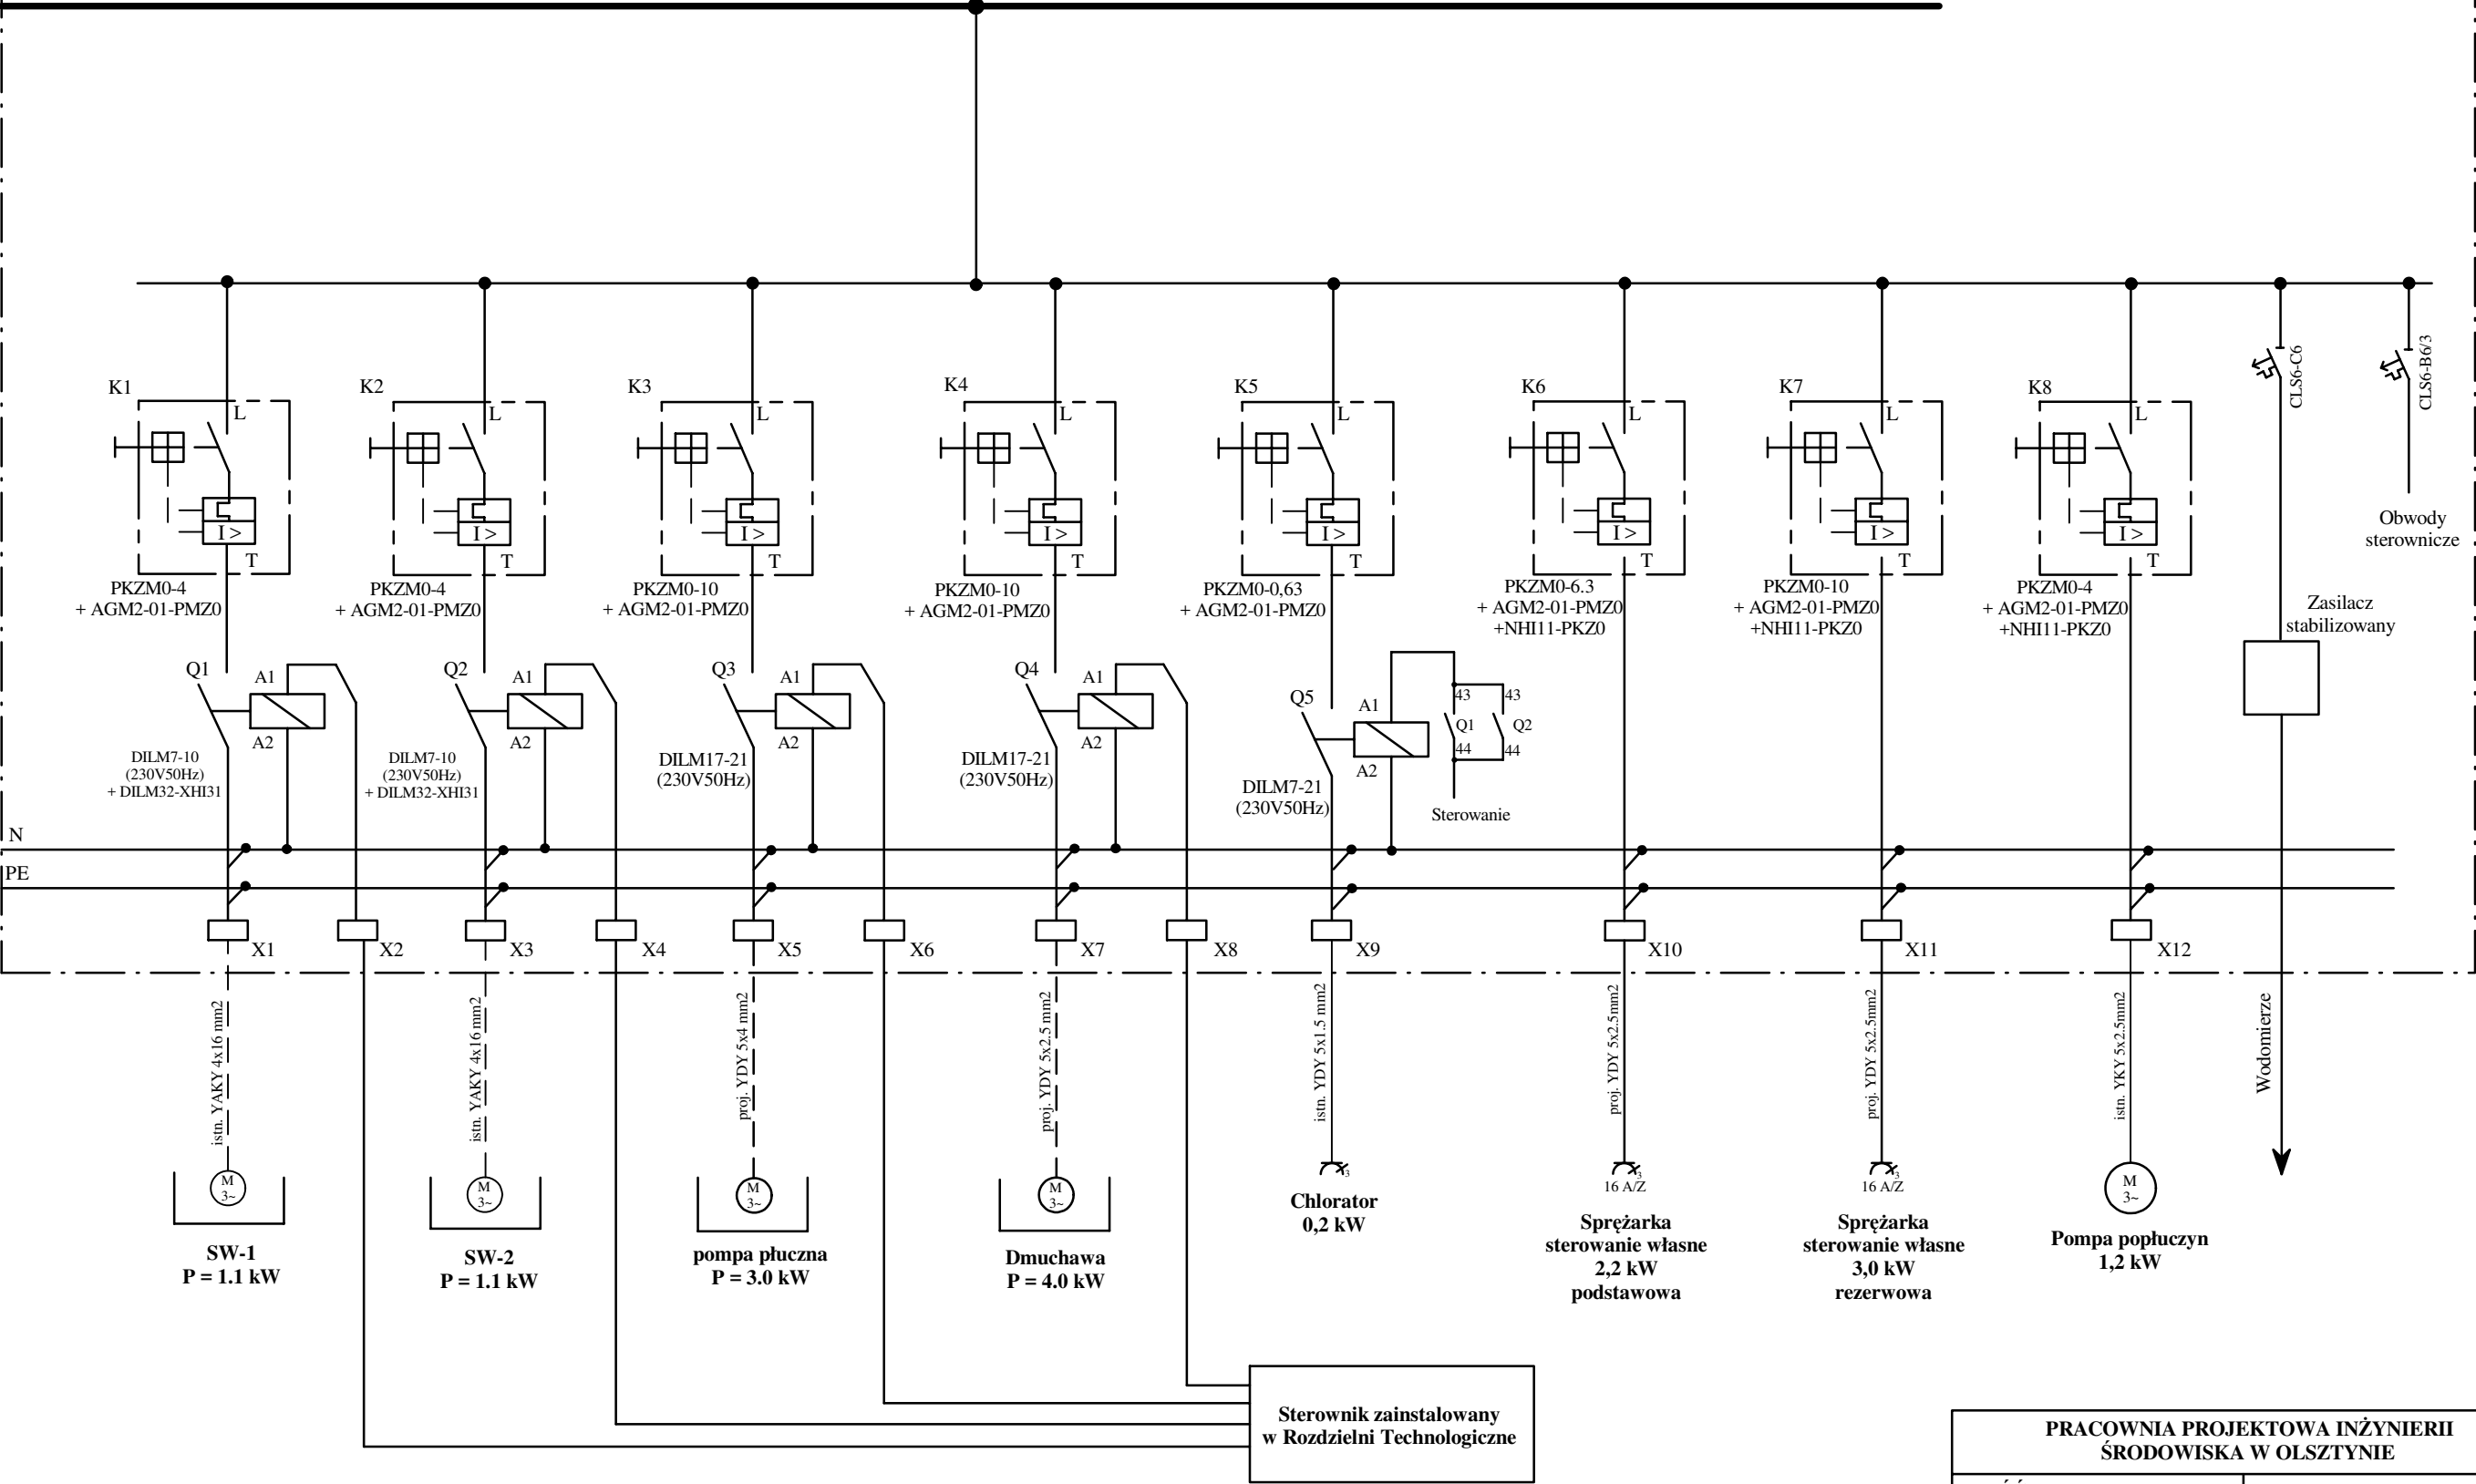 K1
L
I >
T
PKZM0-4
+ AGM2-01-PMZ0
K2
L
I >
T
PKZM0-4
+ AGM2-01-PMZ0
K3
L
I >
T
PKZM0-10
+ AGM2-01-PMZ0
K4
L
I >
T
PKZM0-10
+ AGM2-01-PMZ0
K5
L
I >
T
PKZM0-0,63
+ AGM2-01-PMZ0
K6
L
I >
T
PKZM0-6.3
+ AGM2-01-PMZ0
+NHI11-PKZ0
K7
L
I >
T
PKZM0-10
+ AGM2-01-PMZ0
+NHI11-PKZ0
K8
L
I >
T
PKZM0-4
+ AGM2-01-PMZ0
+NHI11-PKZ0
CLS6-C6
CLS6-B6/3
Obwody
sterownicze
Zasilacz
stabilizowany
Q1
A1
A2
DILM7-10
(230V50Hz)
+ DILM32-XHI31
Q2
A1
A2
DILM7-10
(230V50Hz)
+ DILM32-XHI31
Q3
A1
A2
DILM17-21
(230V50Hz)
Q4
A1
A2
DILM17-21
(230V50Hz)
Q5
A1
A2
DILM7-21
(230V50Hz)
43
43
Q1
Q2
44
44
Sterowanie
N
PE
X1
X2
X3
X4
X5
X6
X7
X8
X9
X10
X11
X12
istn. YAKY 4x16 mm2
istn. YAKY 4x16 mm2
proj. YDY 5x4 mm2
proj. YDY 5x2.5 mm2
istn. YDY 5x1.5 mm2
proj. YDY 5x2.5mm2
proj. YDY 5x2.5mm2
istn. YKY 5x2.5mm2
Wodomierze
M
3~
SW-1
P = 1.1 kW
M
3~
SW-2
P = 1.1 kW
M
3~
pompa płuczna
P = 3.0 kW
M
3~
Dmuchawa
P = 4.0 kW
3
Chlorator
0,2 kW
3
16 A/Z
Sprężarka
sterowanie własne
2,2 kW
podstawowa
3
16 A/Z
Sprężarka
sterowanie własne
3,0 kW
rezerwowa
M
3~
Pompa popłuczyn
1,2 kW
Sterownik zainstalowany
w Rozdzielni Technologiczne
PRACOWNIA PROJEKTOWA INŻYNIERII
ŚRODOWISKA W OLSZTYNIE